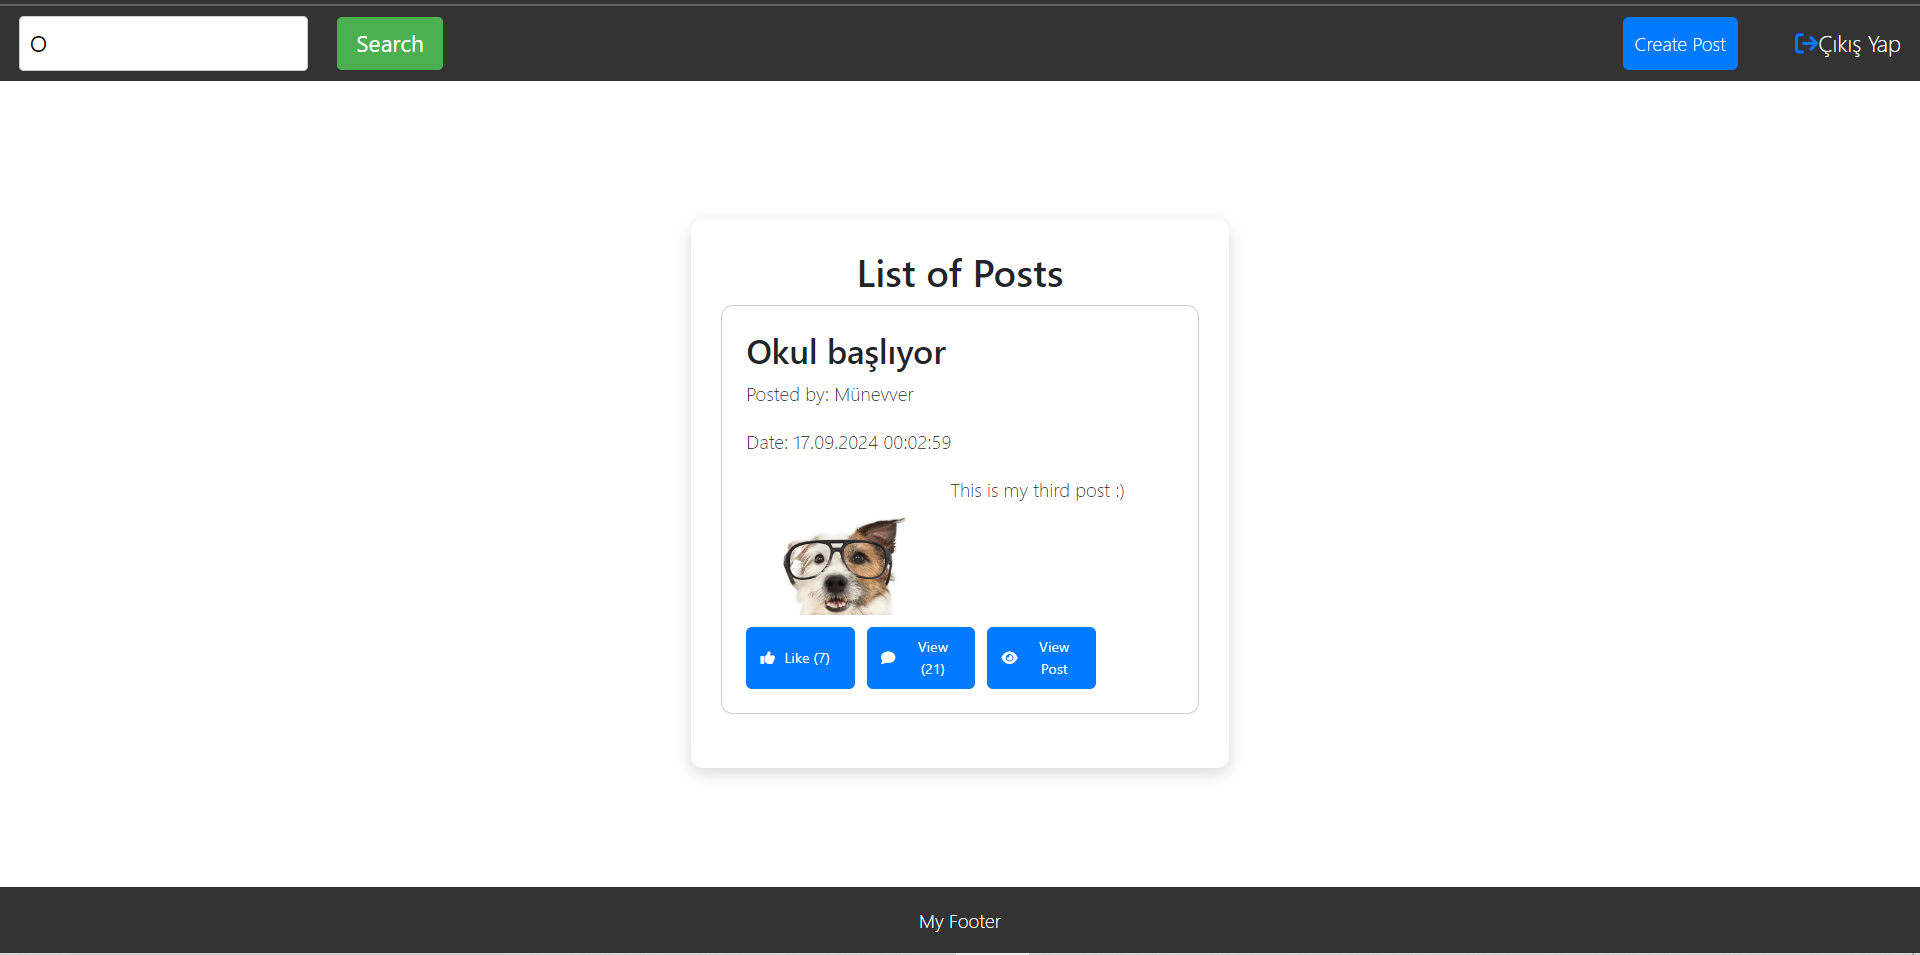 O
Search
Create Post
Çıkış Yap
List of Posts
Okul başlıyor
Posted by: Münevver
Date: 17.09.2024 00:02:59
This is my third post :)
Like (7)
View
(21)
View
Post
My Footer